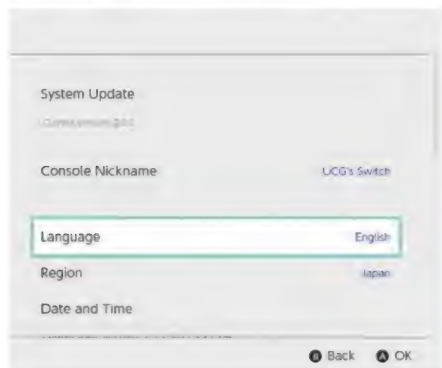 System Update
Console Nickname
UCG's Switch
Language
English
Region
Japan
Date and Time
B Back A OK